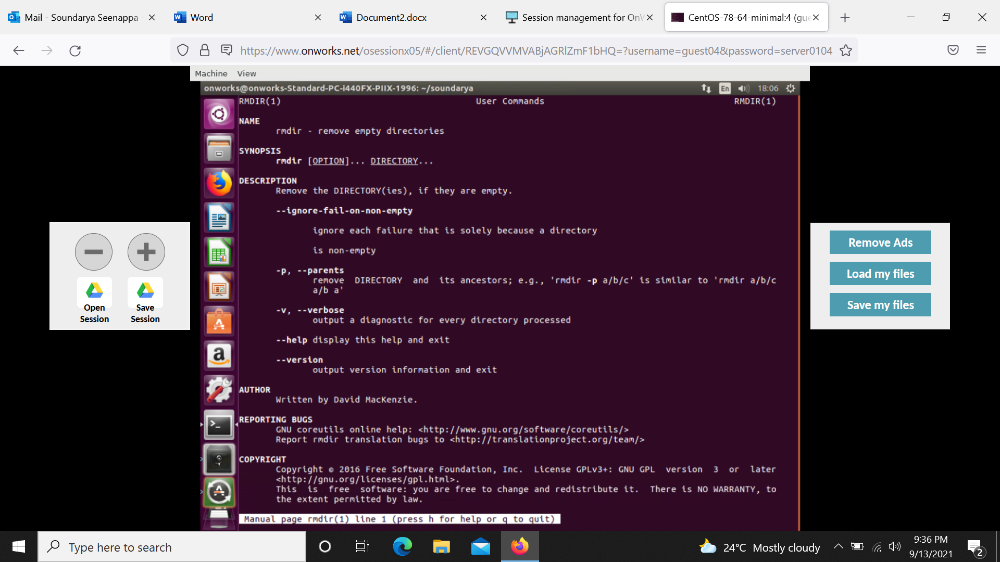 Mail - Soundarya Seenappa -
Word
Document2.docx
Session management for OnW
CentOS-78-64-minimal:4 (gue
https://www.onworks.net/osessionx05/#/client/REVGQVVMVABjAGRlZmF1bHQ=?username=guest04&password=server0104
Machine View
onworks@onworks-Standard-PC-i440FX-PIIX-1996: ~/soundarya
En
18:06
RMDIR(1) User Commands RMDIR(1)
NAME
rmdir - remove empty directories
SYNOPSIS
rmdir [OPTION]... DIRECTORY...
DESCRIPTION
Remove the DIRECTORY(ies), if they are empty.
--ignore-fail-on-non-empty
ignore each failure that is solely because a directory
is non-empty
-p, --parents
remove DIRECTORY and its ancestors; e.g., 'rmdir -p a/b/c' is similar to 'rmdir a/b/c
a/b a'
-v, --verbose
output a diagnostic for every directory processed
--help display this help and exit
--version
output version information and exit
AUTHOR
Written by David MacKenzie.
REPORTING BUGS
GNU coreutils online help: <http://www.gnu.org/software/coreutils/>
Report rmdir translation bugs to <http://translationproject.org/team/>
COPYRIGHT
Copyright © 2016 Free Software Foundation, Inc. License GPLv3+: GNU GPL version 3 or later
<http://gnu.org/licenses/gpl.html>.
This is free software: you are free to change and redistribute it. There is NO WARRANTY, to
the extent permitted by law.
Manual page rmdir(1) line 1 (press h for help or q to quit)
Open
Session
Save
Session
Remove Ads
Load my files
Save my files
Type here to search
24°C Mostly cloudy
9:36 PM
9/13/2021
2